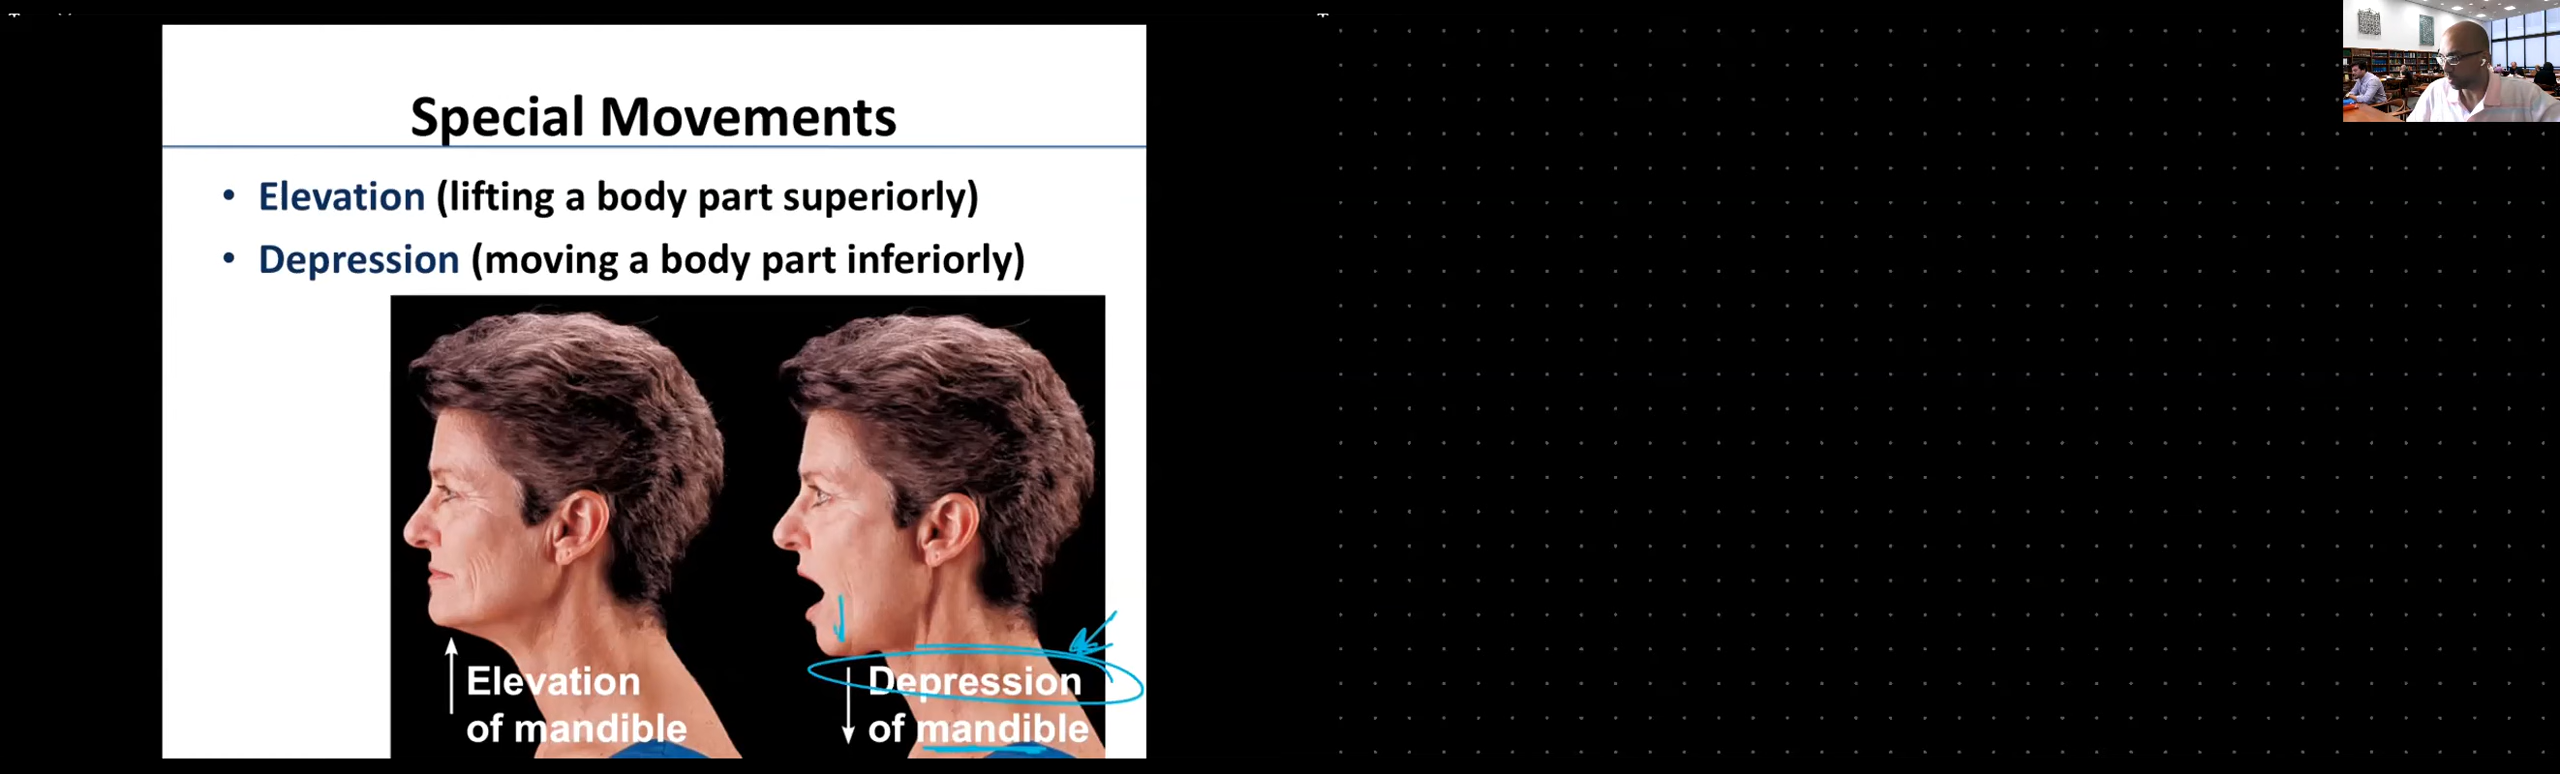 Special Movements
• Elevation (lifting a body part superiorly)
• Depression (moving a body part inferiorly)
Elevation
of mandible
Depression
of mandible